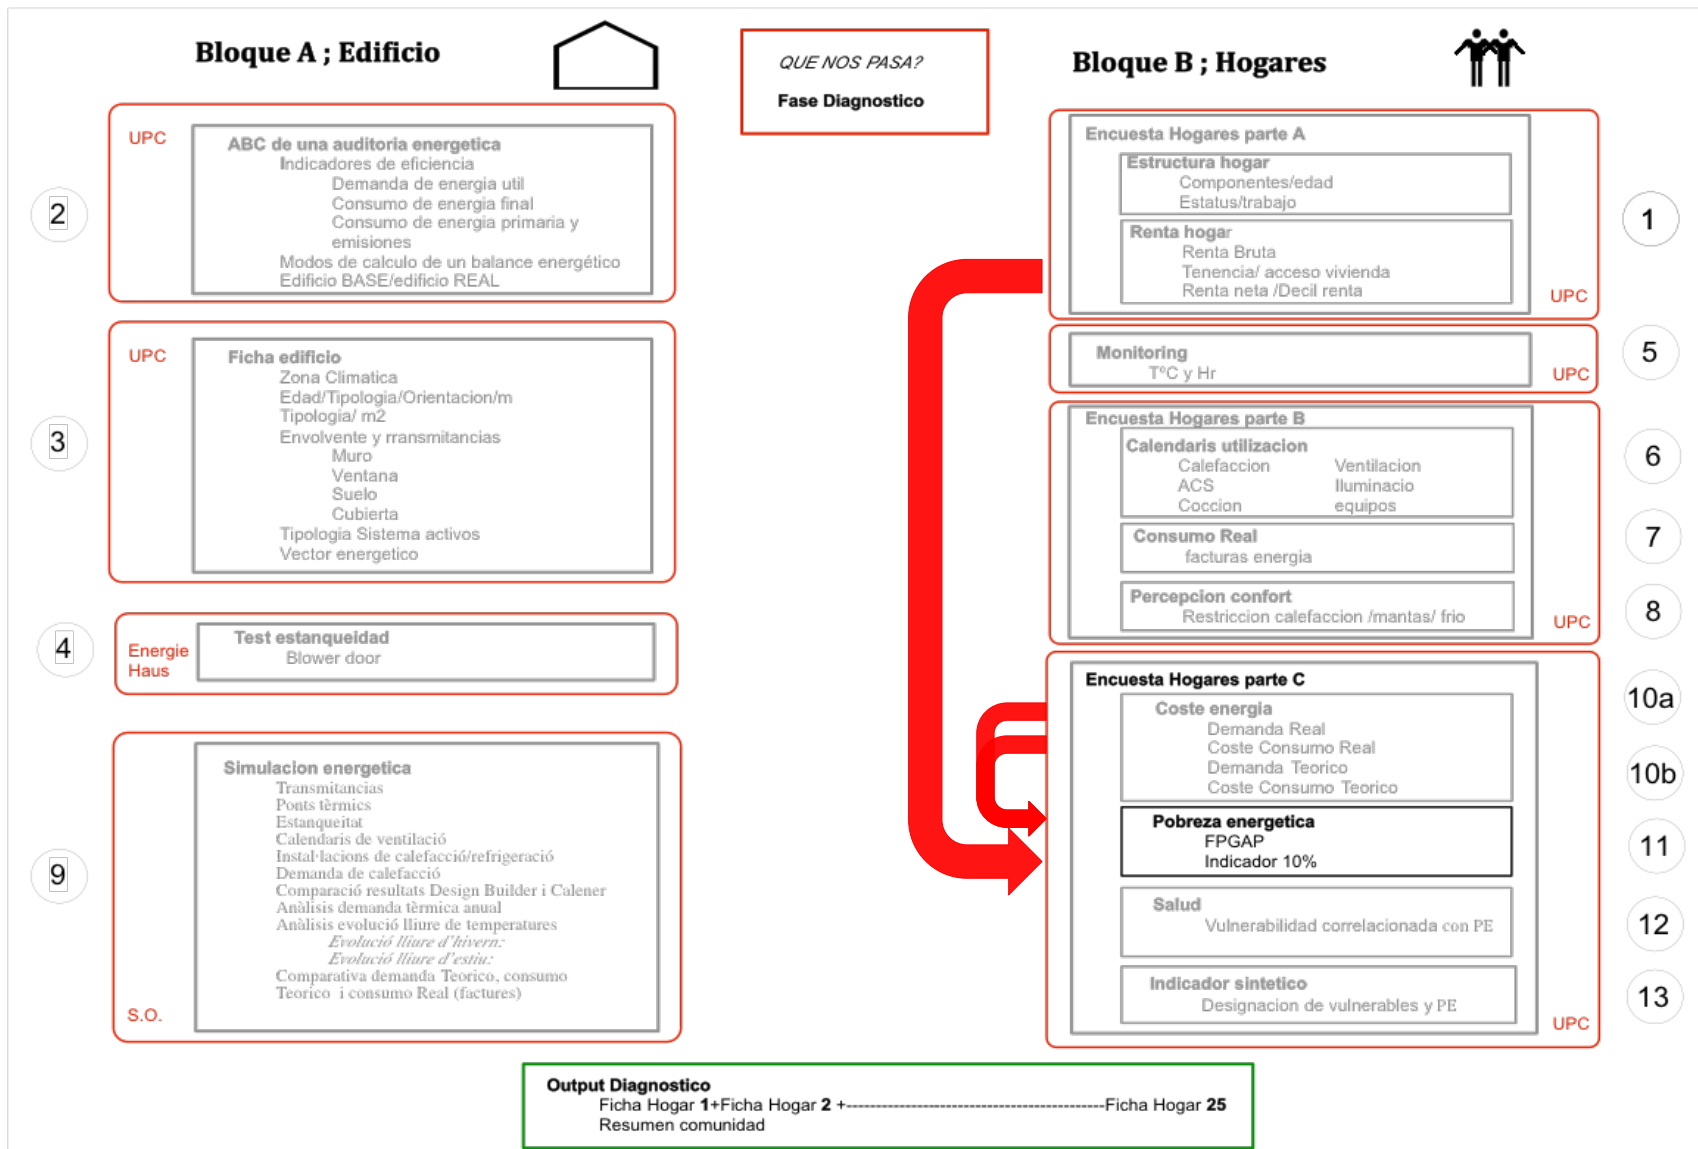 Bloque A ; Edificio
QUE NOS PASA?
Fase Diagnostico
Bloque B ; Hogares
2
UPC
ABC de una auditoria energetica
Indicadores de eficiencia
Demanda de energia util
Consumo de energia final
Consumo de energia primaria y
emisiones
Modos de calculo de un balance energético
Edificio BASE/edificio REAL
3
UPC
Ficha edificio
Zona Climatica
Edad/Tipologia/Orientacion/m
Tipologia/ m2
Envolvente y rransmitancias
Muro
Ventana
Suelo
Cubierta
Tipologia Sistema activos
Vector energetico
4
Energie
Haus
Test estanqueidad
Blower door
9
Simulacion energetica
Transmitancias
Ponts tèrmics
Estanqueitat
Calendaris de ventilació
Instal·lacions de calefacció/refrigeració
Demanda de calefacció
Comparació resultats Design Builder i Calener
Anàlisis demanda tèrmica anual
Anàlisis evolució lliure de temperatures
Evolució lliure d'hivern:
Evolució lliure d'estiu:
Comparativa demanda Teorico, consumo
Teorico i consumo Real (factures)
S.O.
Encuesta Hogares parte A
Estructura hogar
Componentes/edad
Estatus/trabajo
1
Renta hogar
Renta Bruta
Tenencia/ acceso vivienda
Renta neta /Decil renta
UPC
Monitoring
TºC y Hr
UPC
5
Encuesta Hogares parte B
Calendaris utilizacion
Calefaccion Ventilacion
ACS Iluminacio
Coccion equipos
6
Consumo Real
facturas energia
7
Percepcion confort
Restriccion calefaccion /mantas/ frio
UPC
8
Encuesta Hogares parte C
Coste energia
Demanda Real
Coste Consumo Real
Demanda Teorico
Coste Consumo Teorico
10a
10b
Pobreza energetica
FPGAP
Indicador 10%
11
Salud
Vulnerabilidad correlacionada con PE
12
Indicador sintetico
Designacion de vulnerables y PE
UPC
13
Output Diagnostico
Ficha Hogar 1+Ficha Hogar 2 +-------------------------------------------Ficha Hogar 25
Resumen comunidad